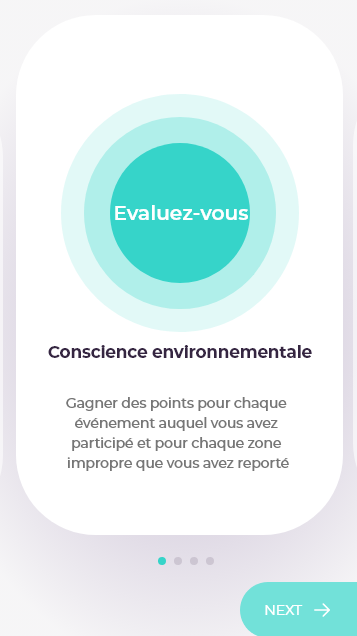 Evaluez-vous
Conscience environnementale
Gagner des points pour chaque
événement auquel vous avez
participé et pour chaque zone
impropre que vous avez reporté
NEXT